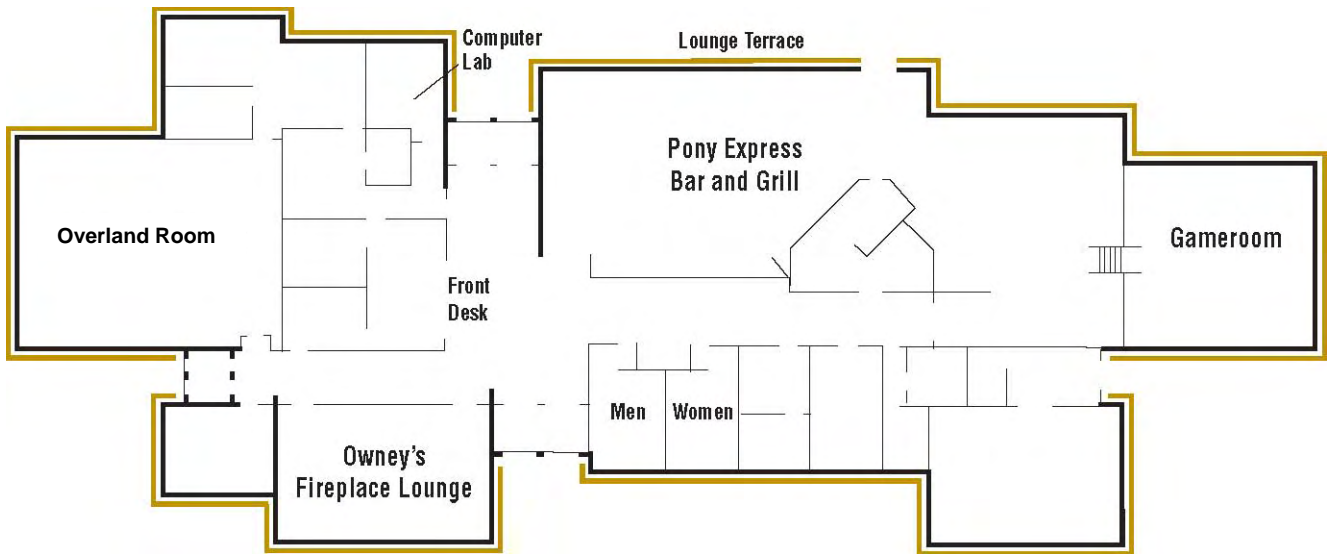 Computer
Lab
Lounge Terrace
Pony Express
Bar and Grill
Overland Room
Gameroom
Front
Desk
Men
Women
Owney's
Fireplace Lounge